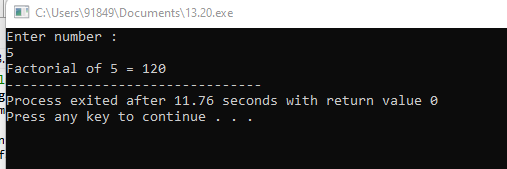 C:\Users\91849\Documents\13.20.exe
Enter number :
5
Factorial of 5 = 120
--------------------------------
Process exited after 11.76 seconds with return value 0
Press any key to continue . . .